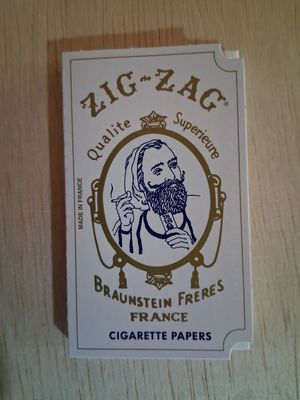 ZIG-ZAG®
Qualite Superieure
MADE IN FRANCE
BRAUNSTEIN FRERES
FRANCE
CIGARETTE PAPERS